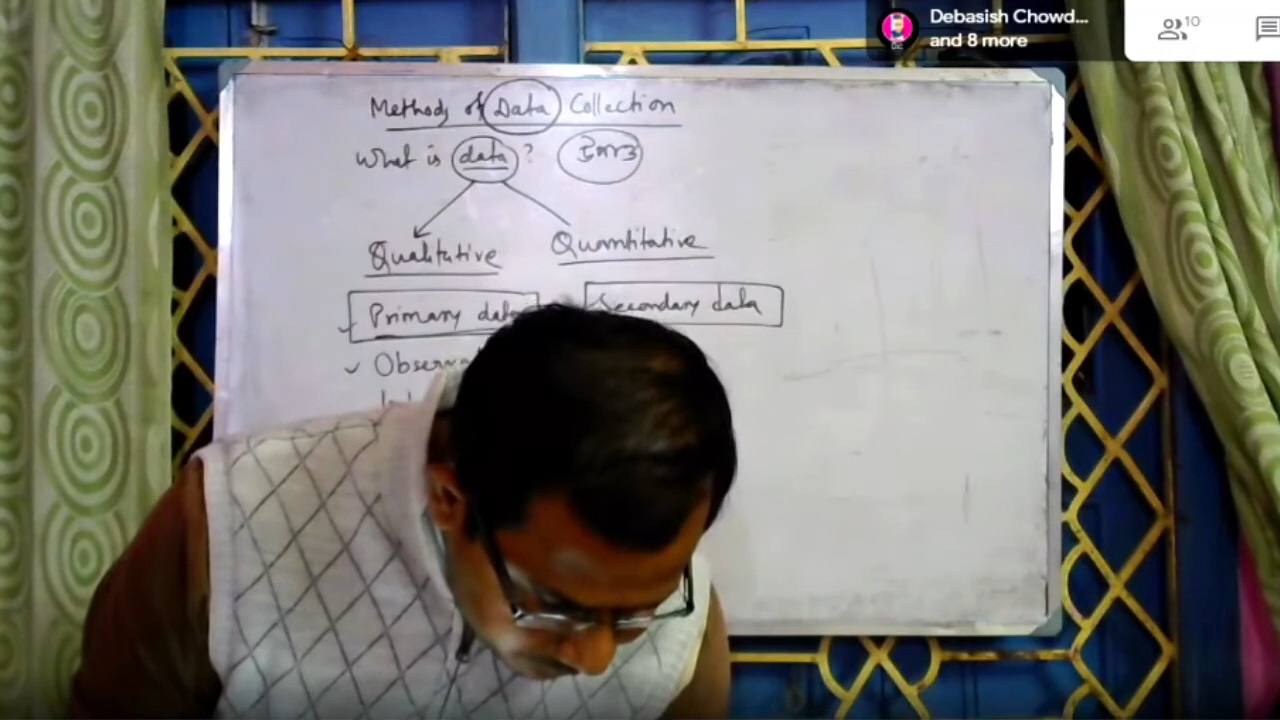 Debasish Chowd...
and 8 more
10
Methods of Data Collection
What is data?
Qualitative Quantitative
Primary data Secondary data